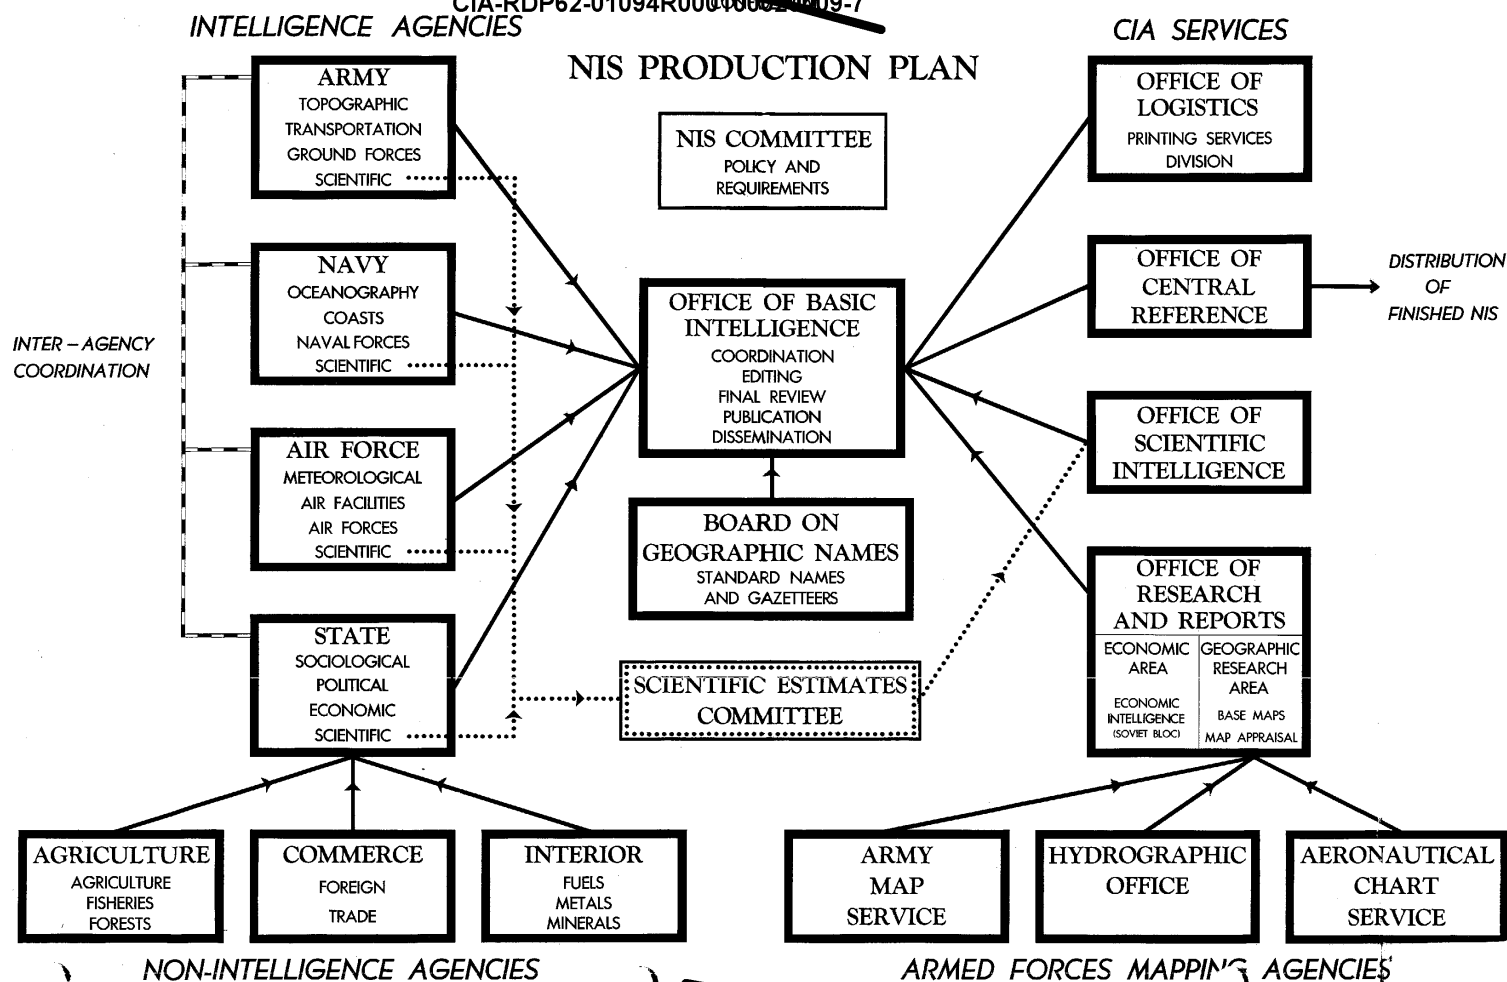 CIA-RDP62-01094R000100020009-7
INTELLIGENCE AGENCIES
CIA SERVICES
NIS PRODUCTION PLAN
ARMY
TOPOGRAPHIC
TRANSPORTATION
GROUND FORCES
SCIENTIFIC
NIS COMMITTEE
POLICY AND
REQUIREMENTS
OFFICE OF
LOGISTICS
PRINTING SERVICES
DIVISION
NAVY
OCEANOGRAPHY
COASTS
NAVAL FORCES
SCIENTIFIC
INTER-AGENCY
COORDINATION
OFFICE OF BASIC
INTELLIGENCE
COORDINATION
EDITING
FINAL REVIEW
PUBLICATION
DISSEMINATION
OFFICE OF
CENTRAL
REFERENCE
DISTRIBUTION
OF
FINISHED NIS
AIR FORCE
METEOROLOGICAL
AIR FACILITIES
AIR FORCES
SCIENTIFIC
BOARD ON
GEOGRAPHIC NAMES
STANDARD NAMES
AND GAZETTEERS
OFFICE OF
SCIENTIFIC
INTELLIGENCE
STATE
SOCIOLOGICAL
POLITICAL
ECONOMIC
SCIENTIFIC
SCIENTIFIC ESTIMATES
COMMITTEE
OFFICE OF
RESEARCH
AND REPORTS
ECONOMIC
AREA
ECONOMIC
INTELLIGENCE
(SOVIET BLOC)
GEOGRAPHIC
RESEARCH
AREA
BASE MAPS
MAP APPRAISAL
AGRICULTURE
AGRICULTURE
FISHERIES
FORESTS
COMMERCE
FOREIGN
TRADE
INTERIOR
FUELS
METALS
MINERALS
ARMY
MAP
SERVICE
HYDROGRAPHIC
OFFICE
AERONAUTICAL
CHART
SERVICE
NON-INTELLIGENCE AGENCIES
ARMED FORCES MAPPING AGENCIES